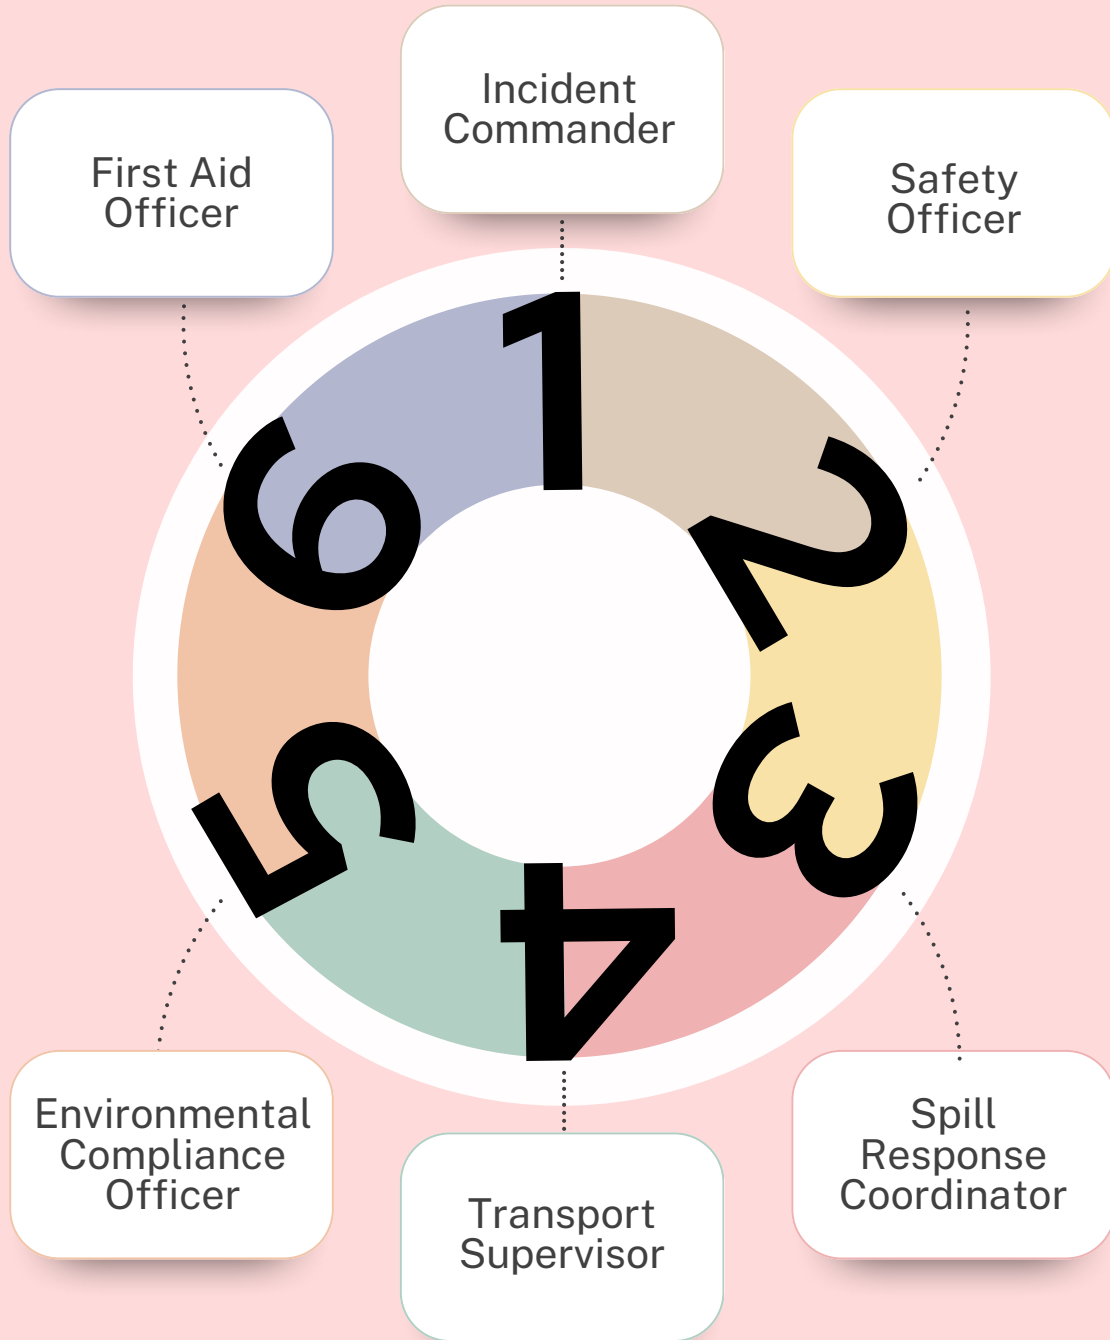 Incident
Commander
First Aid
Officer
Safety
Officer
1
2
3
4
5
6
Environmental
Compliance
Officer
Transport
Supervisor
Spill
Response
Coordinator